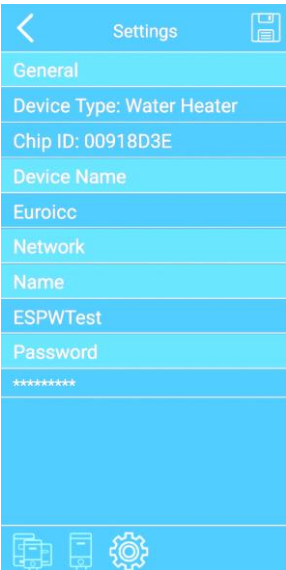 Settings
General
Device Type: Water Heater
Chip ID: 00918D3E
Device Name
Euroicc
Network
Name
ESPWTest
Password
*********